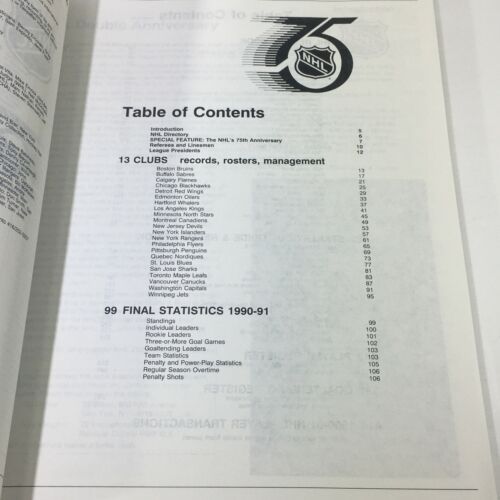 75
NHL
Table of Contents
Introduction 5
NHL Directory 6
SPECIAL FEATURE: The NHL's 75th Anniversary 7
Referees and Linesmen 10
League Presidents 12
13 CLUBS records, rosters, management
Boston Bruins 13
Buffalo Sabres 17
Calgary Flames 21
Chicago Blackhawks 25
Detroit Red Wings 29
Edmonton Oilers 33
Hartford Whalers 37
Los Angeles Kings 41
Minnesota North Stars 45
Montreal Canadiens 49
New Jersey Devils 53
New York Islanders 57
New York Rangers 61
Philadelphia Flyers 65
Pittsburgh Penguins 69
Quebec Nordiques 73
St. Louis Blues 77
San Jose Sharks 81
Toronto Maple Leafs 83
Vancouver Canucks 87
Washington Capitals 91
Winnipeg Jets 95
99 FINAL STATISTICS 1990-91
Standings 99
Individual Leaders 100
Rookie Leaders 101
Three-or-More Goal Games 102
Goaltending Leaders 103
Team Statistics 103
Penalty and Power-Play Statistics 105
Regular Season Overtime 106
Penalty Shots 106